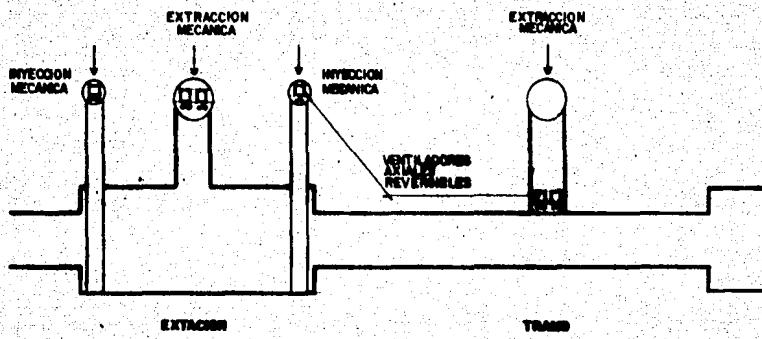 EXTRACCION
MECANICA
EXTRACCION
MECANICA
INYECCION
MECANICA
INYECCION
MECANICA
VENTILADORES
AXIALES
REVERSIBLES
EXTACION
TRAMO